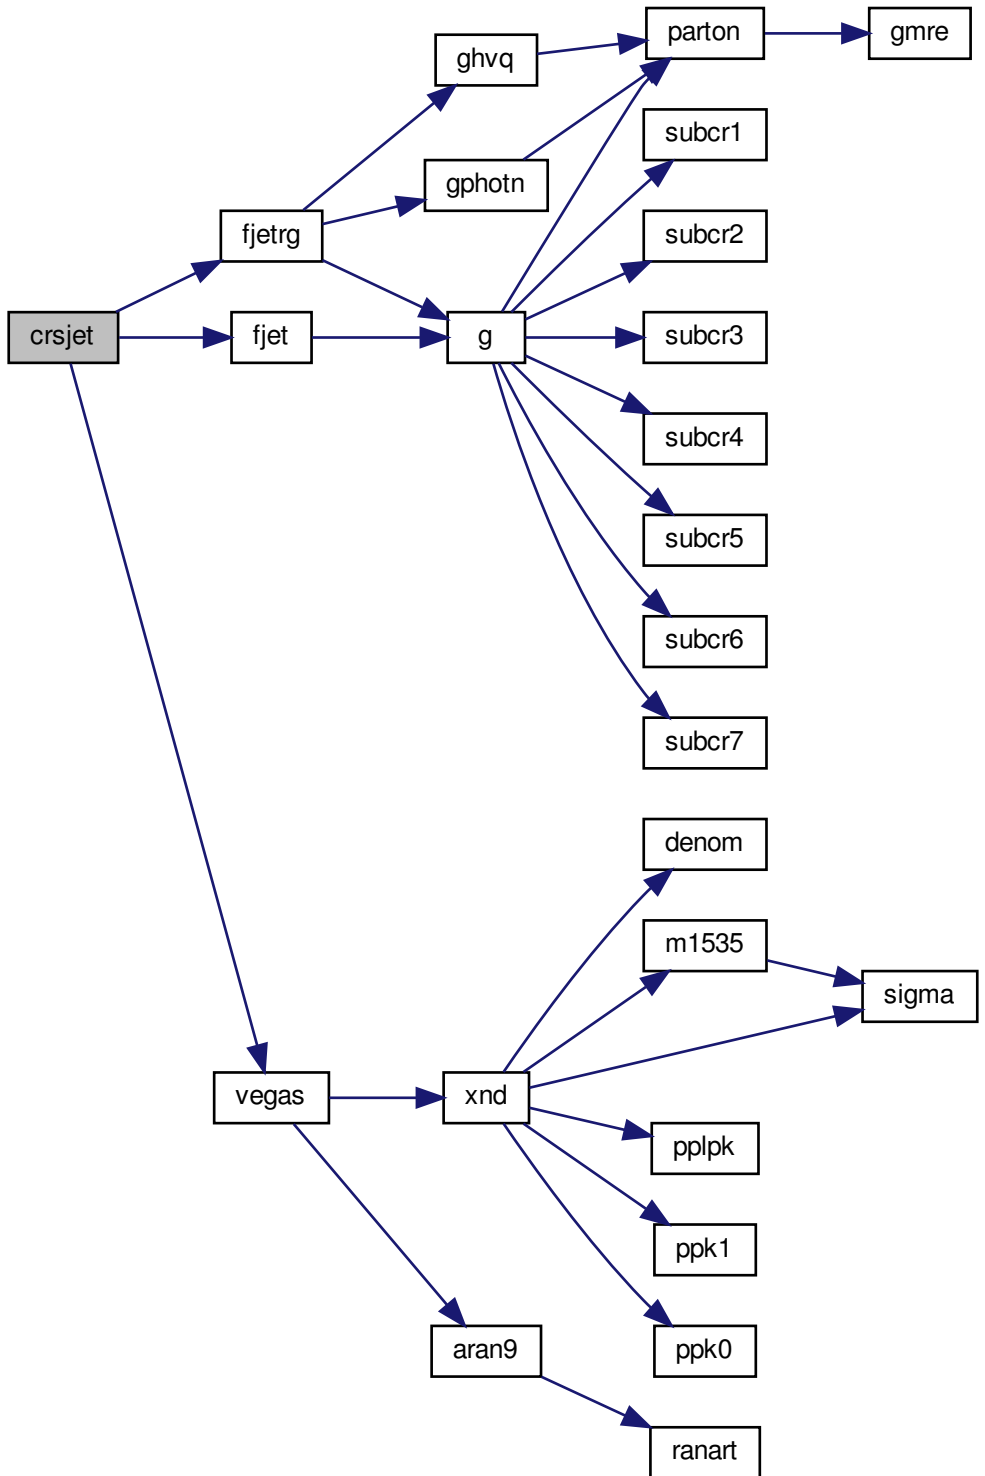 parton
gmre
ghvq
subcr1
gphotn
subcr2
fjetrg
crsjet
fjet
g
subcr3
subcr4
subcr5
subcr6
subcr7
denom
m1535
sigma
vegas
xnd
pplpk
ppk1
aran9
ppk0
ranart